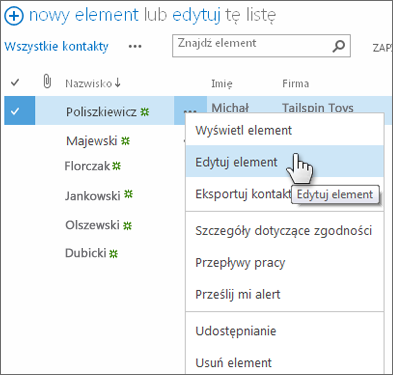 nowy element lub edytuj tę listę
Wszystkie kontakty ••• Znajdź element
Nazwisko ↓ Imię Firma
Poliszkiewicz ••• Michał Tailspin Toys
Majewski
Florczak
Jankowski
Olszewski
Dubicki
Wyświetl element
Edytuj element
Eksportuj kontakt
Edytuj element
Szczegóły dotyczące zgodności
Przepływy pracy
Prześlij mi alert
Udostępnianie
Usuń element